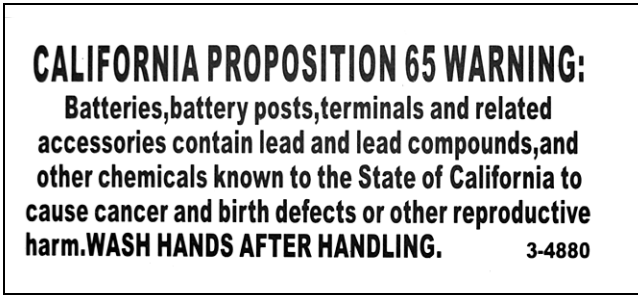 CALIFORNIA PROPOSITION 65 WARNING:
Batteries,battery posts,terminals and related
accessories contain lead and lead compounds,and
other chemicals known to the State of California to
cause cancer and birth defects or other reproductive
harm.WASH HANDS AFTER HANDLING. 3-4880